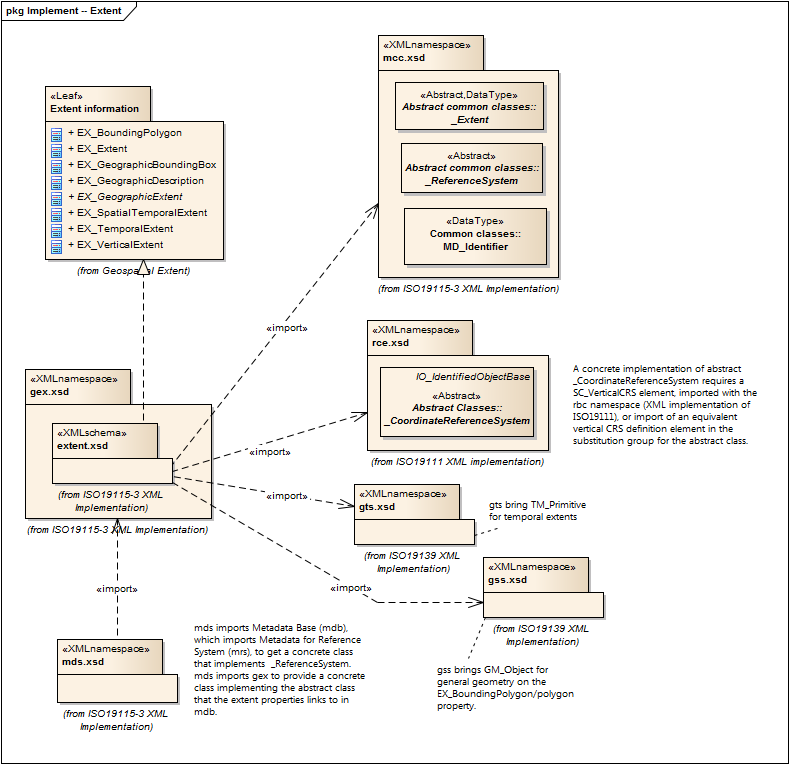 pkg Implement -- Extent
«Leaf»
Extent information
+ EX_BoundingPolygon
+ EX_Extent
+ EX_GeographicBoundingBox
+ EX_GeographicDescription
+ EX_GeographicExtent
+ EX_SpatialTemporalExtent
+ EX_TemporalExtent
+ EX_VerticalExtent
(from Geospatial Extent)
«XMLnamespace»
mcc.xsd
«Abstract,DataType»
Abstract common classes::
_Extent
«Abstract»
Abstract common classes::
_ReferenceSystem
«DataType»
Common classes::
MD_Identifier
(from ISO19115-3 XML Implementation)
«import»
«XMLnamespace»
rce.xsd
IO_IdentifiedObjectBase
«Abstract»
Abstract Classes::
_CoordinateReferenceSystem
(from ISO19111 XML implementation)
A concrete implementation of abstract
_CoordinateReferenceSystem requires a
SC_VerticalCRS element, imported with the
rbc namespace (XML implementation of
ISO19111), or import of an equivalent
vertical CRS definition element in the
substitution group for the abstract class.
«XMLnamespace»
gex.xsd
«XMLschema»
extent.xsd
(from ISO19115-3 XML
Implementation)
(from ISO19115-3 XML Implementation)
«import»
«import»
«XMLnamespace»
gts.xsd
(from ISO19139 XML
Implementation)
gts bring TM_Primitive
for temporal extents
«import»
«XMLnamespace»
gss.xsd
(from ISO19139 XML
Implementation)
gss brings GM_Object for
general geometry on the
EX_BoundingPolygon/polygon
property.
«import»
«XMLnamespace»
mds.xsd
(from ISO19115-3 XML
Implementation)
mds imports Metadata Base (mdb),
which imports Metadata for Reference
System (mrs), to get a concrete class
that implements _ReferenceSystem.
mds imports gex to provide a concrete
class implementing the abstract class
that the extent properties links to in
mdb.